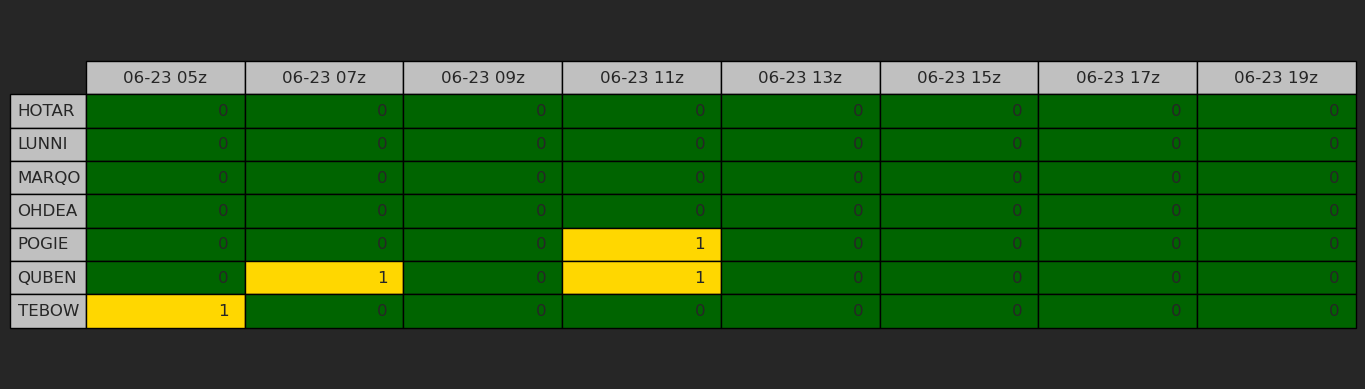 06-23 05z 06-23 07z 06-23 09z 06-23 11z 06-23 13z 06-23 15z 06-23 17z 06-23 19z
HOTAR 0 0 0 0 0 0 0 0
LUNNI 0 0 0 0 0 0 0 0
MARQO 0 0 0 0 0 0 0 0
OHDEA 0 0 0 0 0 0 0 0
POGIE 0 0 0 1 0 0 0 0
QUBEN 0 1 0 1 0 0 0 0
TEBOW 1 0 0 0 0 0 0 0